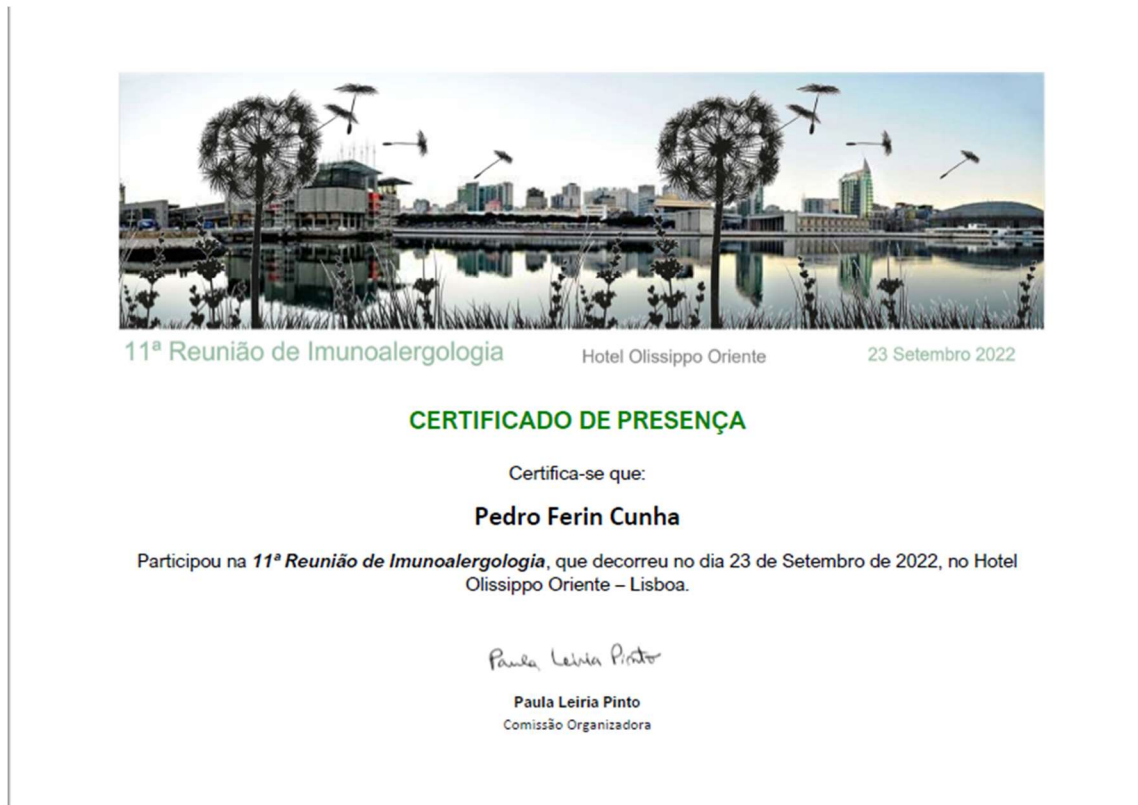 11ª Reunião de Imunoalergologia Hotel Olissippo Oriente 23 Setembro 2022
CERTIFICADO DE PRESENÇA
Certifica-se que:
Pedro Ferin Cunha
Participou na 11ª Reunião de Imunoalergologia, que decorreu no dia 23 de Setembro de 2022, no Hotel
Olissippo Oriente – Lisboa.
Paula Leiria Pinto
Paula Leiria Pinto
Comissão Organizadora